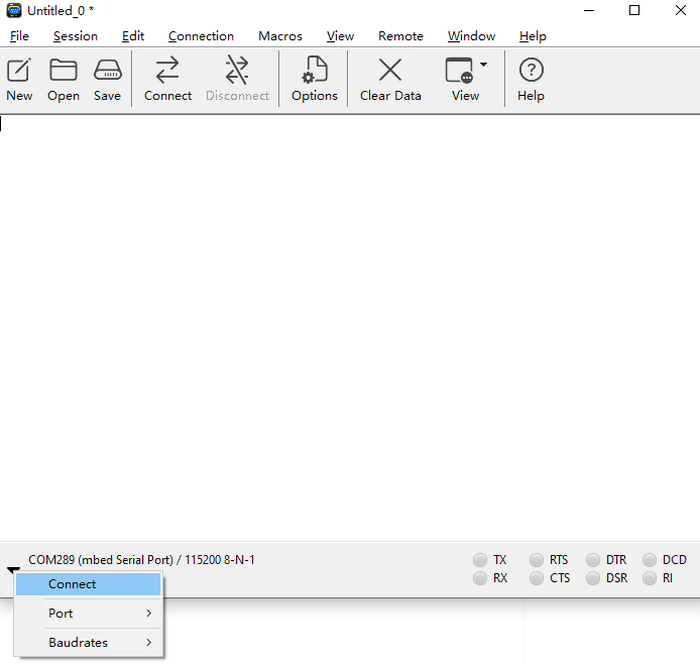 Untitled_0 *
File Session Edit Connection Macros View Remote Window Help
New Open Save Connect Disconnect Options Clear Data View Help
COM289 (mbed Serial Port) / 115200 8-N-1
TX RTS DTR DCD
RX CTS DSR RI
Connect
Port
Baudrates